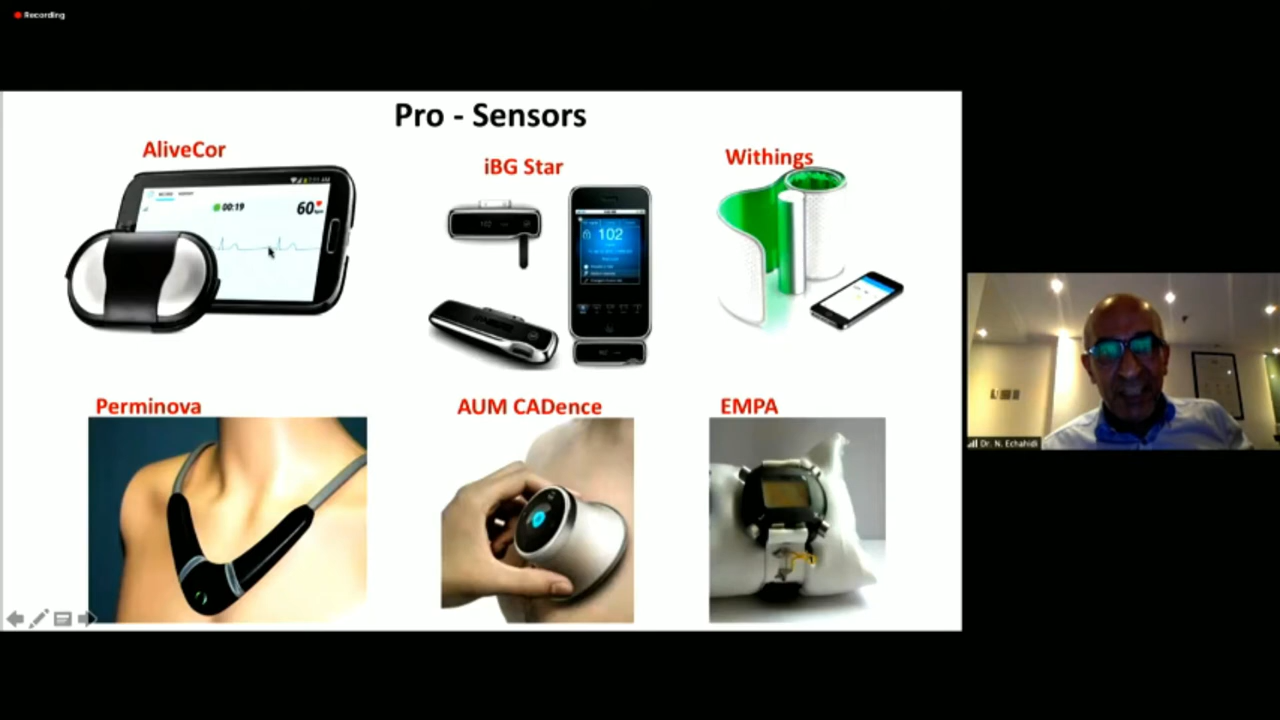 Recording
Pro - Sensors
AliveCor
iBG Star
Withings
00:19
60
102
Perminova
AUM CADence
EMPA
Dr. N. Echahidi